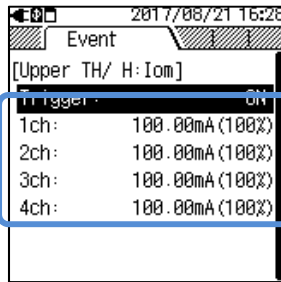 2017/08/21 16:28
Event
[Upper TH/ H:Iom]
Trigger: ON
1ch: 100.00mA(100%)
2ch: 100.00mA(100%)
3ch: 100.00mA(100%)
4ch: 100.00mA(100%)